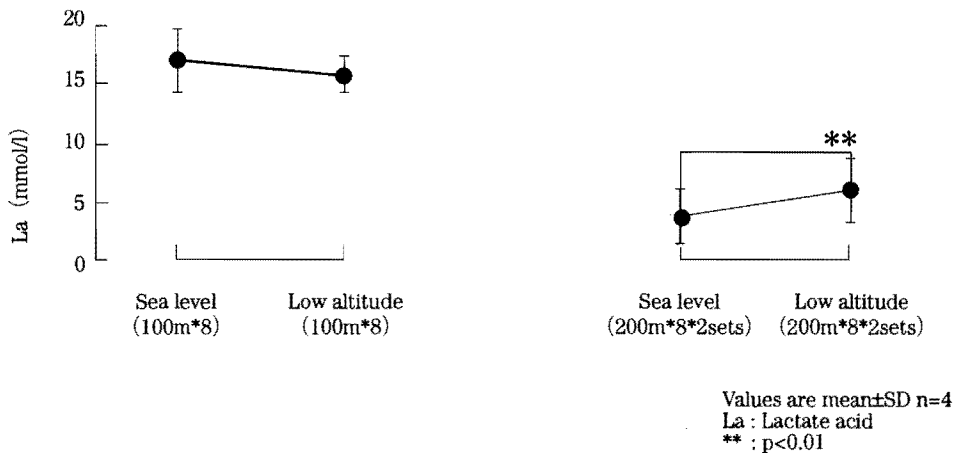 20
15
10
5
0
La (mmol/l)
**
Sea level
(100m*8)
Low altitude
(100m*8)
Sea level
(200m*8*2sets)
Low altitude
(200m*8*2sets)
Values are mean±SD n=4
La : Lactate acid
** : p<0.01